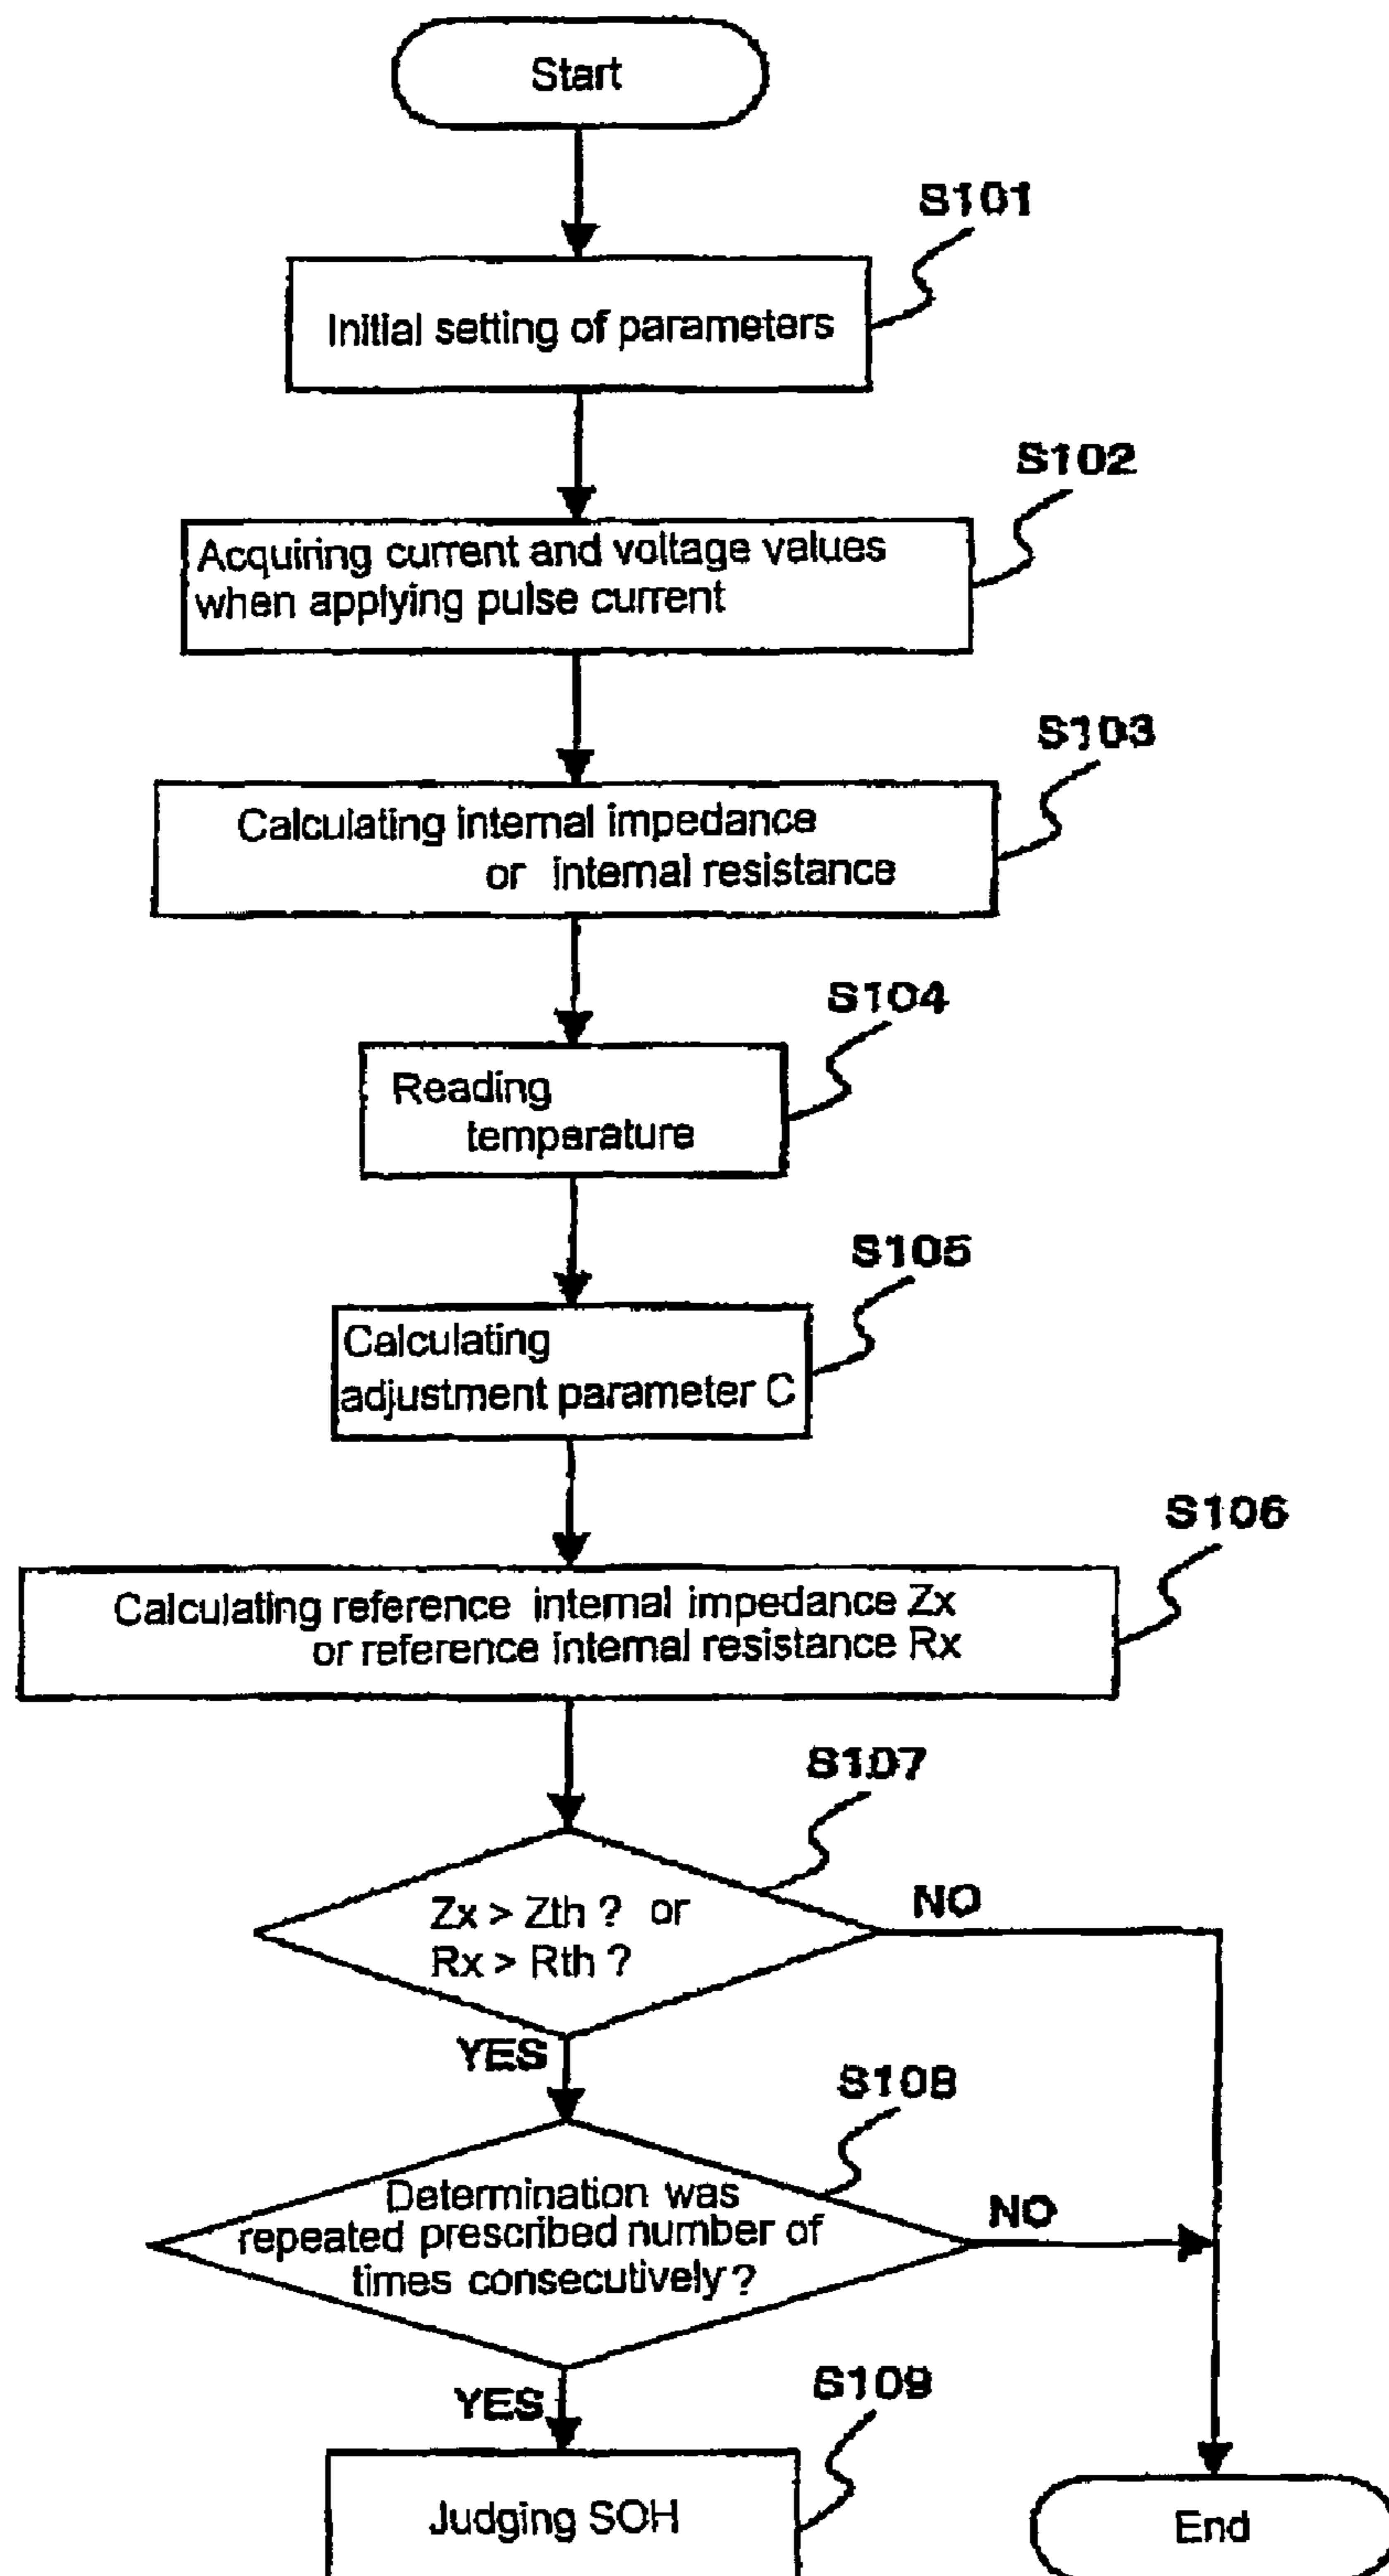 Start
S101
Initial setting of parameters
S102
Acquiring current and voltage values
when applying pulse current
S103
Calculating internal impedance
or internal resistance
S104
Reading
temperature
S105
Calculating
adjustment parameter C
S106
Calculating reference internal impedance Zx
or reference internal resistance Rx
S107
Zx > Zth ? or
Rx > Rth ?
NO
YES
S108
Determination was
repeated prescribed number of
times consecutively ?
NO
YES
S109
Judging SOH
End